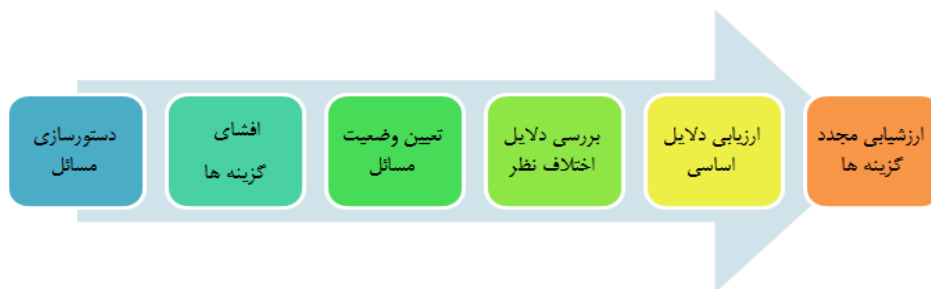 دستورسازی
مسائل
افشای
گزینه ها
تعیین وضعیت
مسائل
بررسی دلایل
اختلاف نظر
ارزیابی دلایل
اساسی
ارزشیابی مجدد
گزینه ها